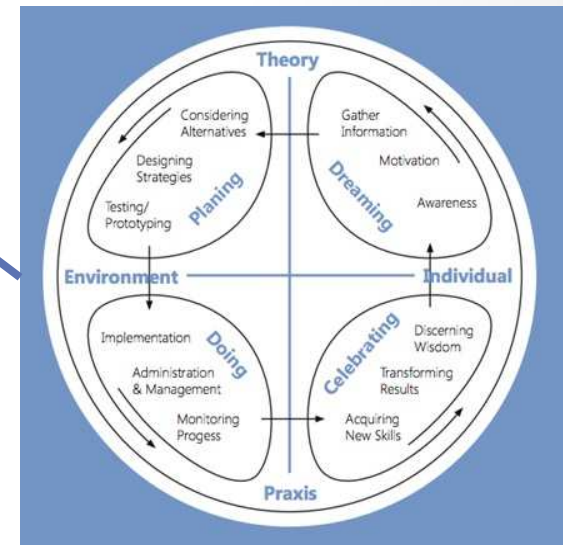 Theory
Considering
Alternatives
Designing
Strategies
Testing/
Prototyping
Planing
Gather
Information
Motivation
Awareness
Dreaming
Environment
Individual
Implementation
Administration
& Management
Monitoring
Progess
Doing
Celebrating
Discerning
Wisdom
Transforming
Results
Acquiring
New Skills
Praxis